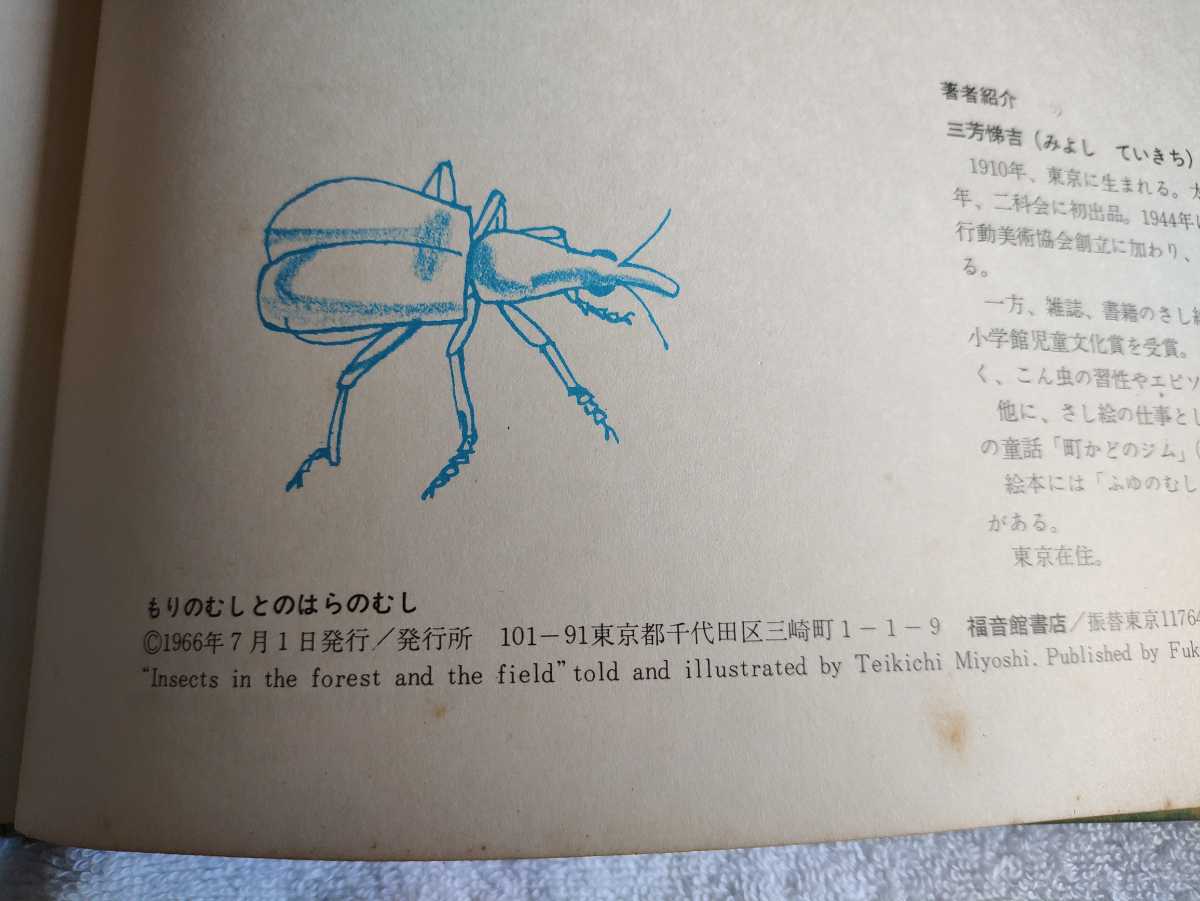 著者紹介
三芳悌吉（みよし　ていきち）
1910年、東京に生まれる。
年、二科会に初出品。1944年
行動美術協会創立に加わり、
る。
一方、雑誌、書籍のさし絵
小学館児童文化賞を受賞。
く、こん虫の習性やエピソ
他に、さし絵の仕事とし
の童話「町かどのジム」（
絵本には「ふゆのむし
がある。
東京在住。
もりのむしとのはらのむし
©1966年７月１日発行／発行所　101－91東京都千代田区三崎町１－１－９　福音館書店／振替東京11764
“Insects in the forest and the field” told and illustrated by Teikichi Miyoshi. Published by Fuk